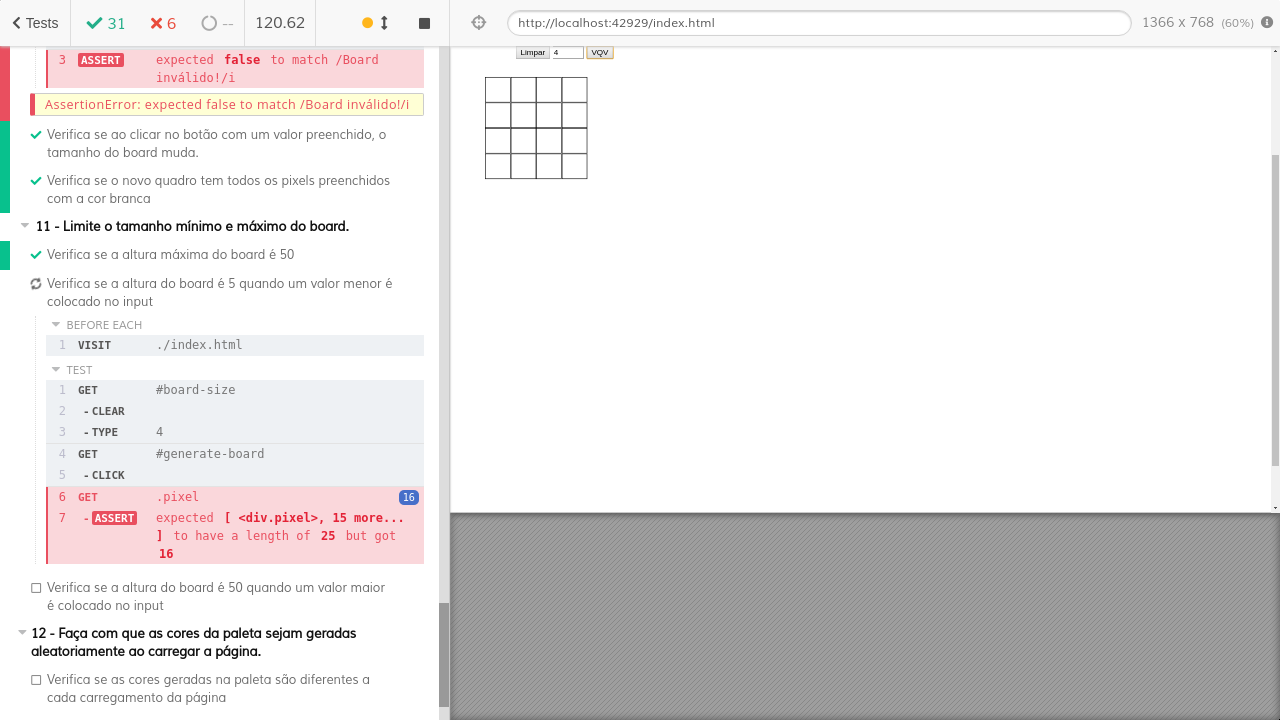 Tests 31 6 -- 120.62
http://localhost:42929/index.html 1366 x 768 (60%)
3 ASSERT expected false to match /Board
inválido!/i
AssertionError: expected false to match /Board inválido!/i
Verifica se ao clicar no botão com um valor preenchido, o
tamanho do board muda.
Verifica se o novo quadro tem todos os pixels preenchidos
com a cor branca
11 - Limite o tamanho mínimo e máximo do board.
Verifica se a altura máxima do board é 50
Verifica se a altura do board é 5 quando um valor menor é
colocado no input
BEFORE EACH
1 VISIT ./index.html
TEST
1 GET #board-size
2 - CLEAR
3 - TYPE 4
4 GET #generate-board
5 - CLICK
6 GET .pixel 16
7 - ASSERT expected [ <div.pixel>, 15 more...
] to have a length of 25 but got
16
Verifica se a altura do board é 50 quando um valor maior
é colocado no input
12 - Faça com que as cores da paleta sejam geradas
aleatoriamente ao carregar a página.
Verifica se as cores geradas na paleta são diferentes a
cada carregamento da página
Limpar 4 VQV